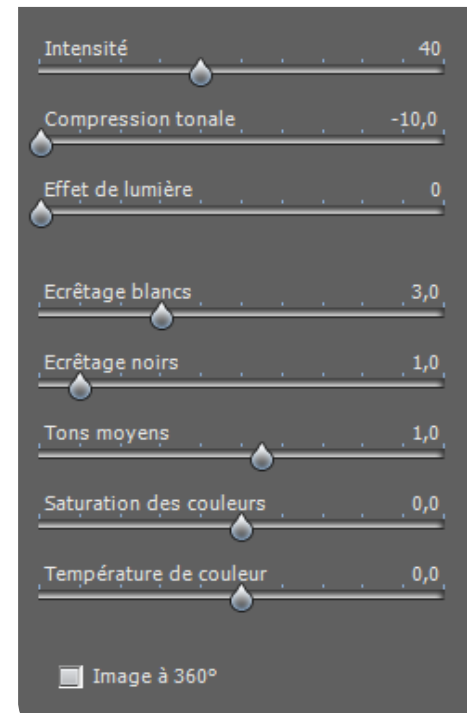 Intensité 40
Compression tonale -10,0
Effet de lumière 0
Ecrêtage blancs 3,0
Ecrêtage noirs 1,0
Tons moyens 1,0
Saturation des couleurs 0,0
Température de couleur 0,0
Image à 360°